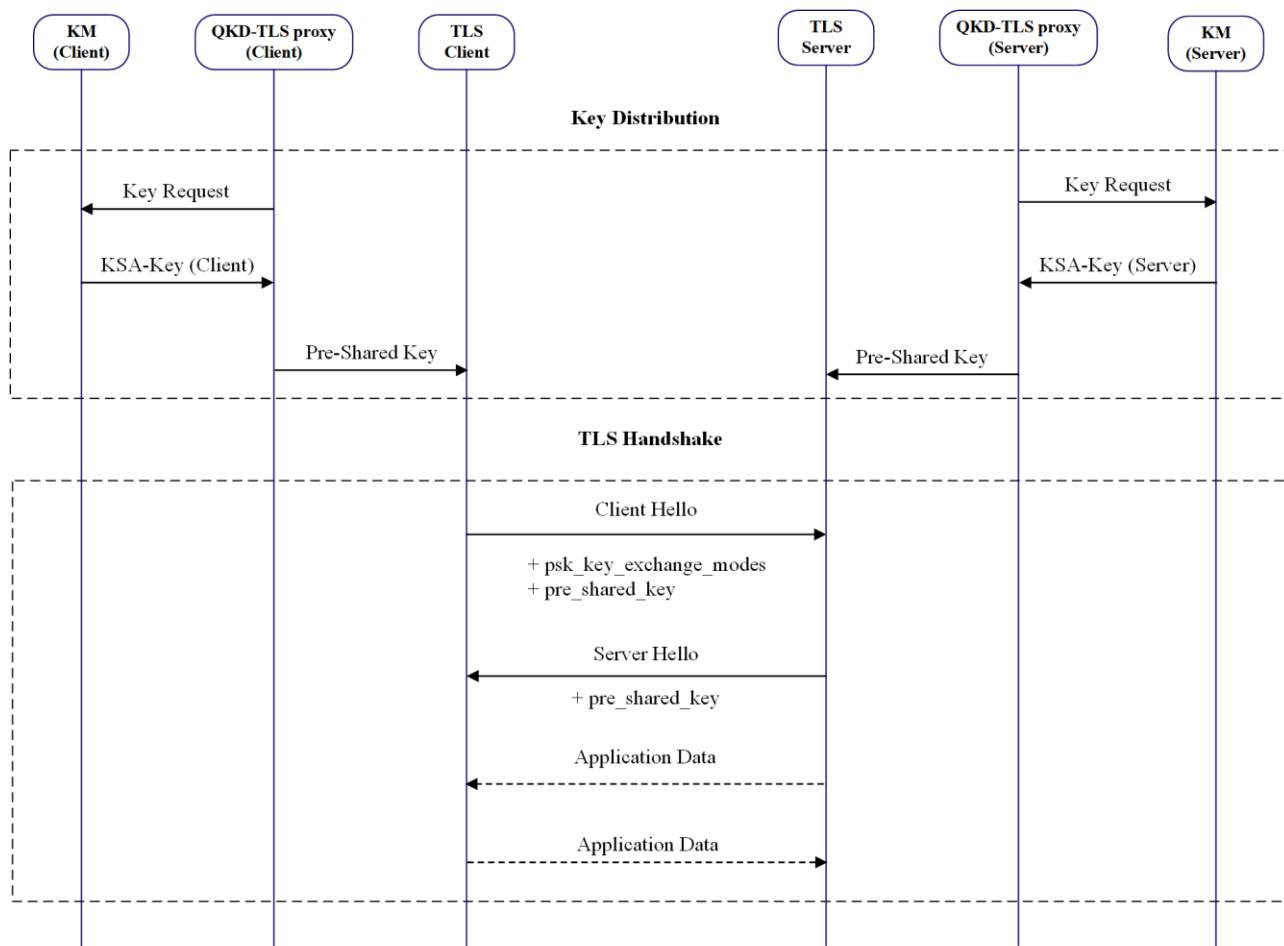 KM
(Client)
QKD-TLS proxy
(Client)
TLS
Client
TLS
Server
QKD-TLS proxy
(Server)
KM
(Server)
Key Distribution
Key Request
Key Request
KSA-Key (Client)
KSA-Key (Server)
Pre-Shared Key
Pre-Shared Key
TLS Handshake
Client Hello
+ psk_key_exchange_modes
+ pre_shared_key
Server Hello
+ pre_shared_key
Application Data
Application Data